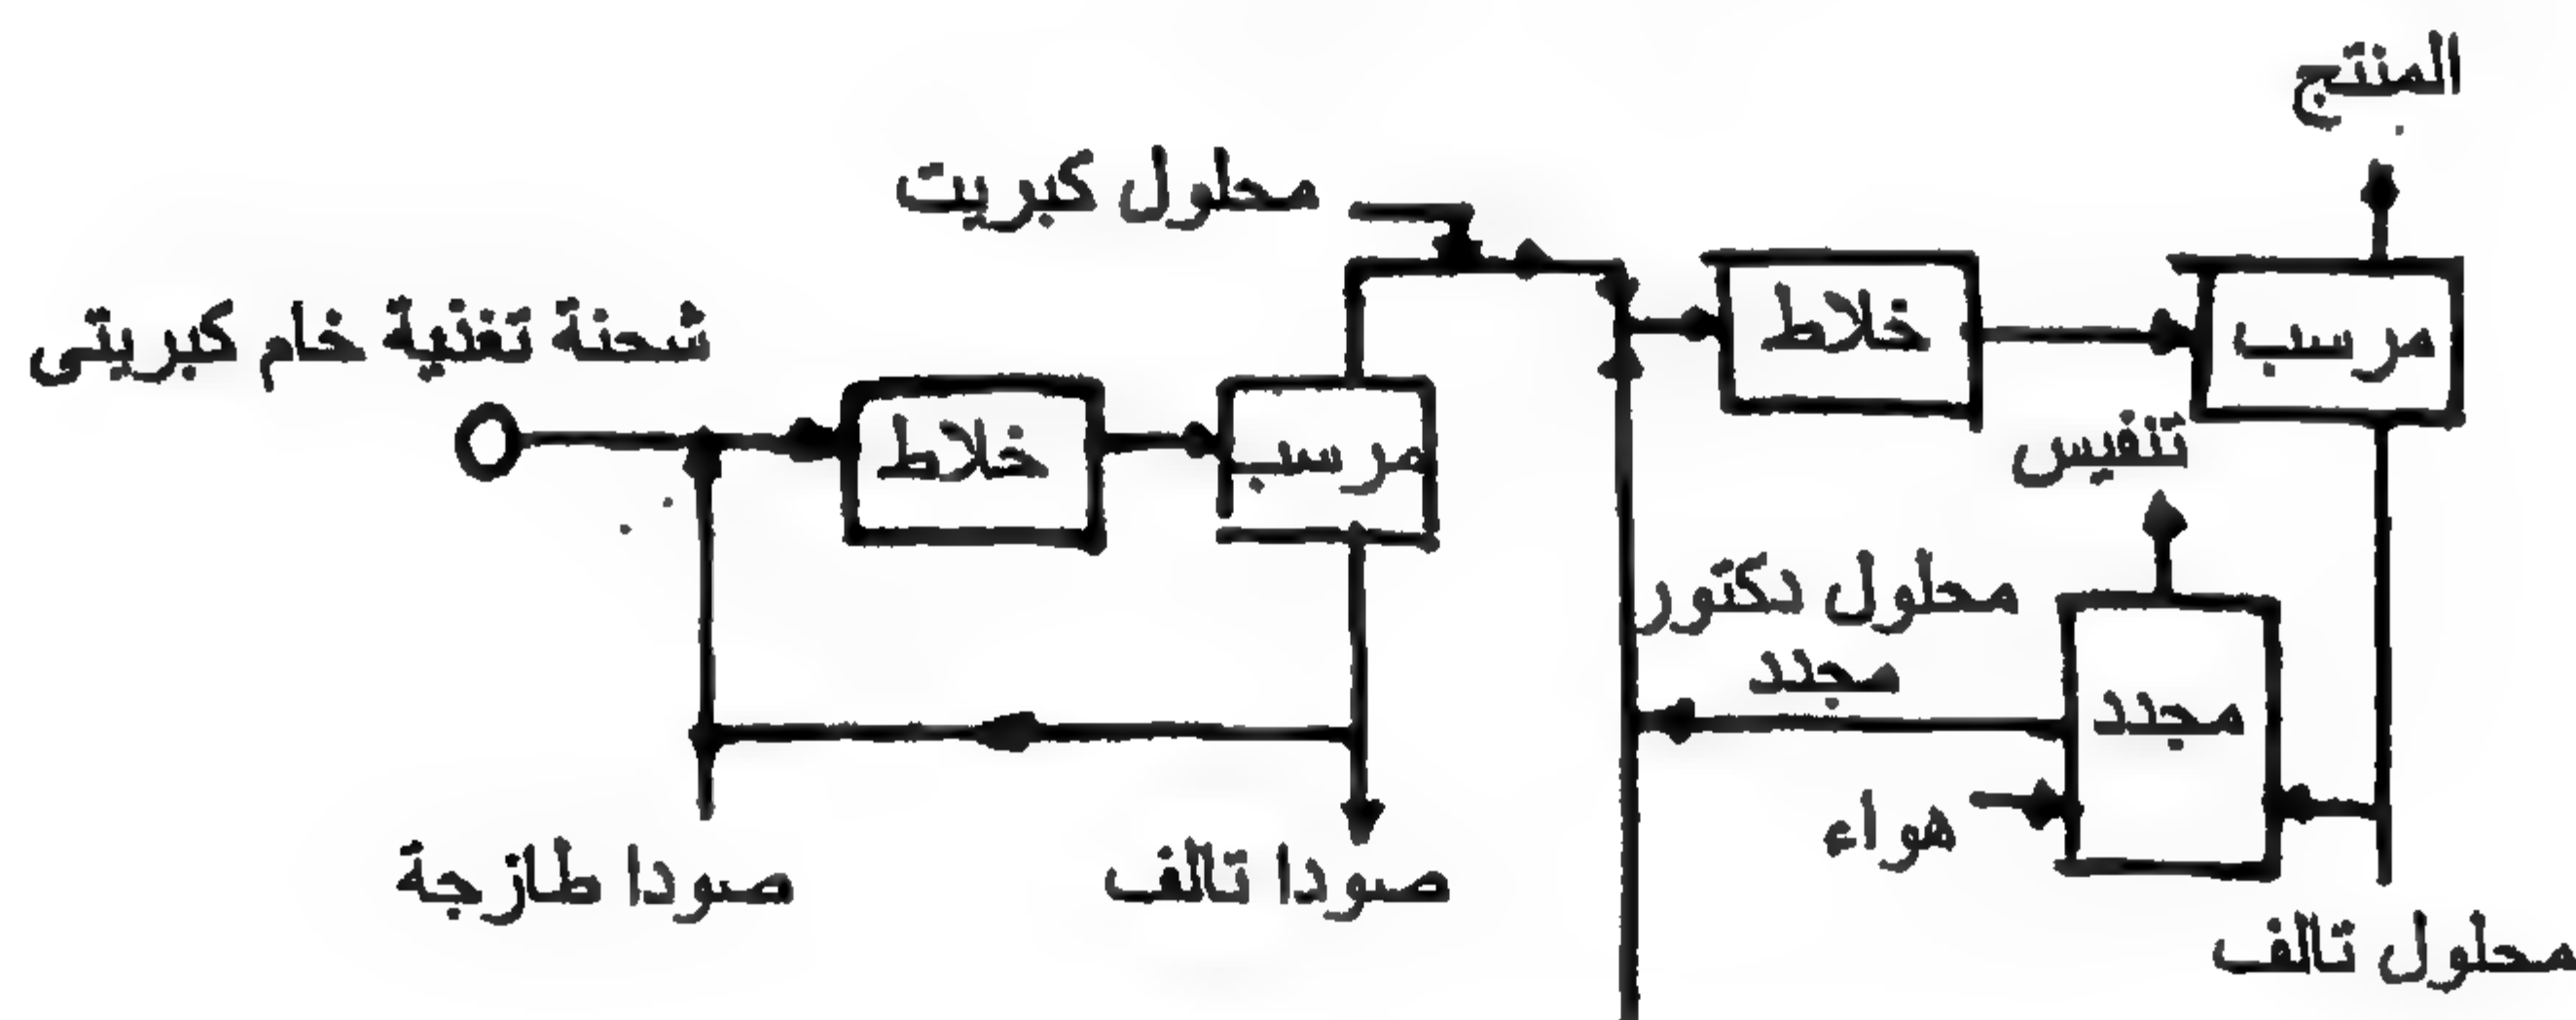 المنتج
محلول كبريت
شحنة تغذية خام كبريتى
خلاط
مرسب
خلاط
مرسب
تنفيس
محلول دكتور
مجدد
مجدد
هواء
صودا طازجة
صودا تالف
محلول تالف